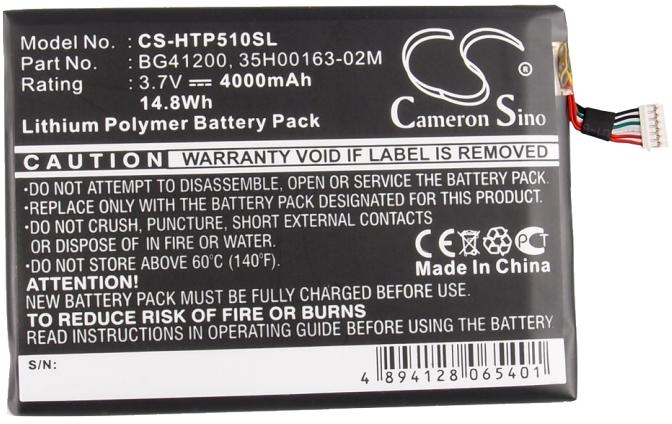 Model No. : CS-HTP510SL
Part No. : BG41200, 35H00163-02M
Rating : 3.7V 4000mAh
14.8Wh
Lithium Polymer Battery Pack
CS
Cameron Sino
CAUTION WARRANTY VOID IF LABEL IS REMOVED
·DO NOT ATTEMPT TO DISASSEMBLE, OPEN OR SERVICE THE BATTERY PACK.
·REPLACE ONLY WITH THE BATTERY PACK DESIGNATED FOR THIS PRODUCT.
·DO NOT CRUSH, PUNCTURE, SHORT EXTERNAL CONTACTS
OR DISPOSE OF IN FIRE OR WATER.
·DO NOT STORE ABOVE 60°C (140°F).
CE PCT
Made In China
ATTENTION!
NEW BATTERY PACK MUST BE FULLY CHARGED BEFORE USE.
TO REDUCE RISK OF FIRE OR BURNS
READ INSTRUCTIONS OR OPERATING GUIDE BEFORE USING BATTERY.
S/N:
4 894128 065401